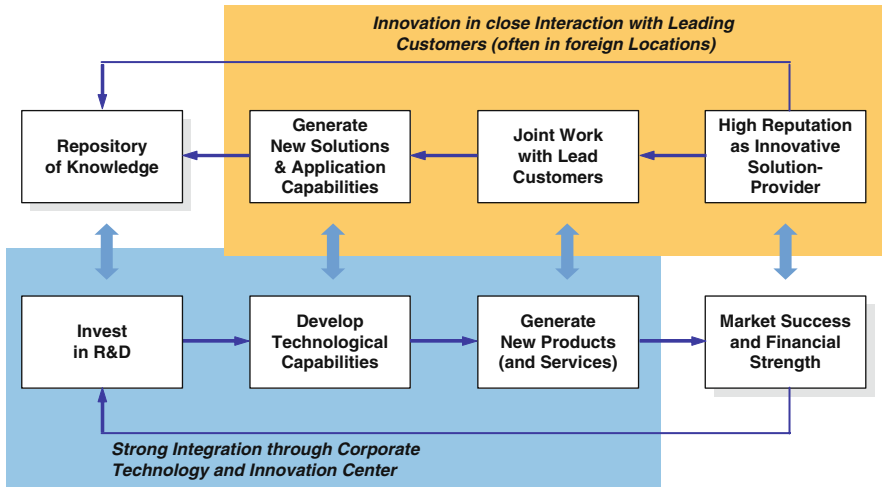 Innovation in close Interaction with Leading
Customers (often in foreign Locations)
Repository
of Knowledge
Generate
New Solutions
& Application
Capabilities
Joint Work
with Lead
Customers
High Reputation
as Innovative
Solution-
Provider
Invest
in R&D
Develop
Technological
Capabilities
Generate
New Products
(and Services)
Market Success
and Financial
Strength
Strong Integration through Corporate
Technology and Innovation Center